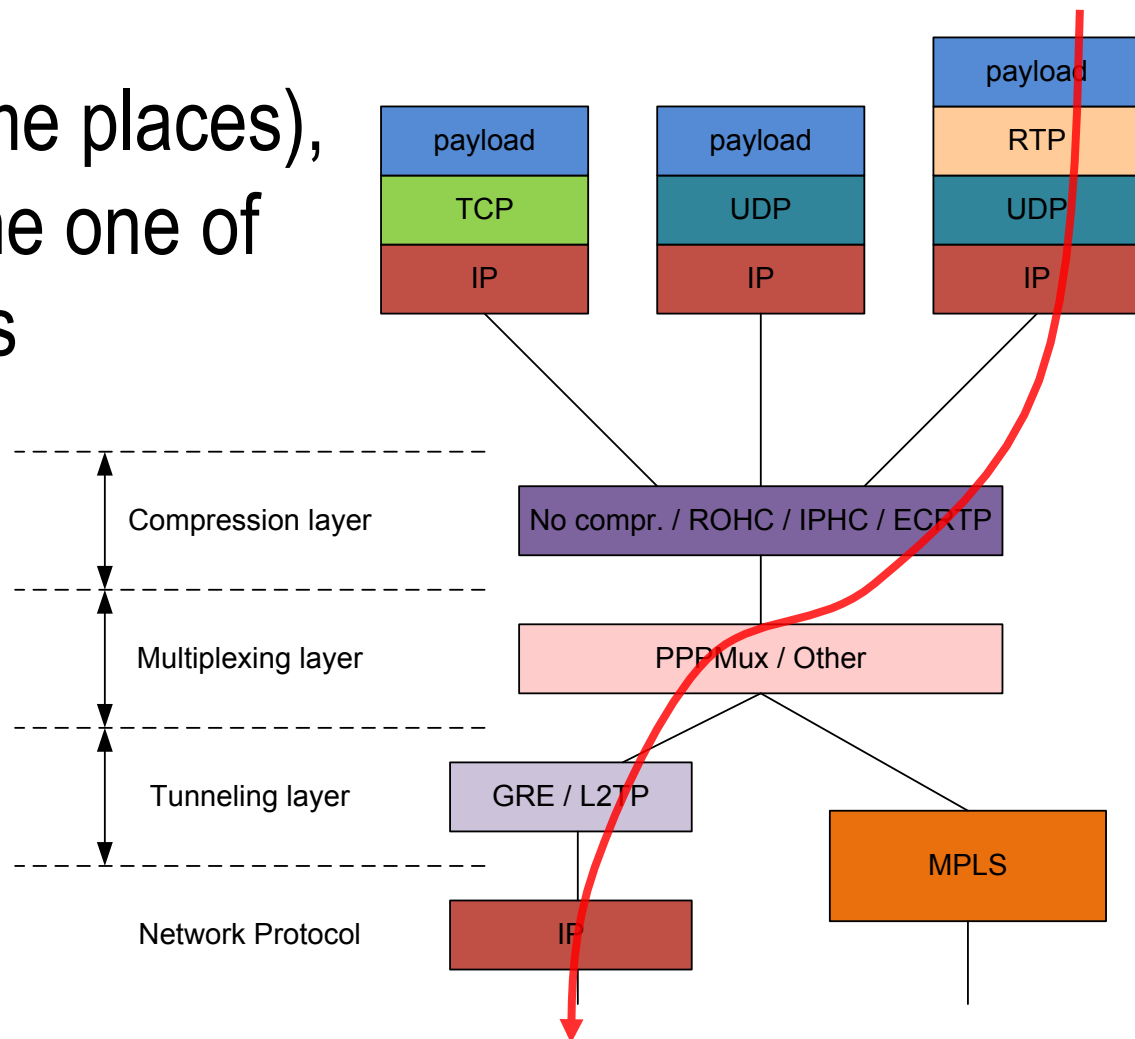 ne places),
ne one of
s
payload
TCP
IP
payload
UDP
IP
payload
RTP
UDP
IP
Compression layer
No compr. / ROHC / IPHC / ECRTP
Multiplexing layer
PPPMux / Other
Tunneling layer
GRE / L2TP
MPLS
Network Protocol
IP